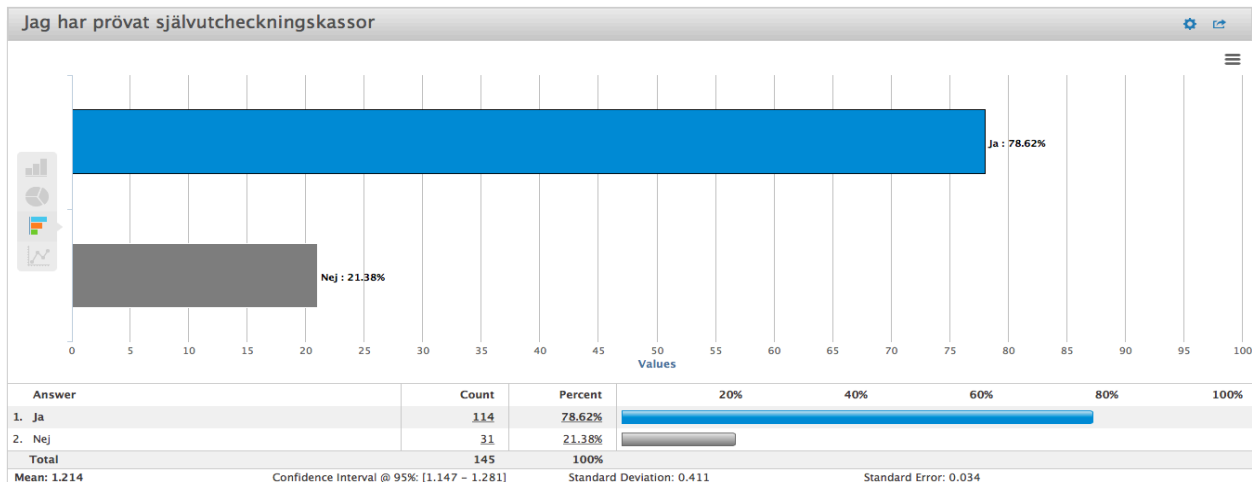 Jag har prövat självutcheckningskassor
Ja : 78.62%
Nej : 21.38%
0 5 10 15 20 25 30 35 40 45 50 55 60 65 70 75 80 85 90 95 100
Values
Answer Count Percent 20% 40% 60% 80% 100%
1. Ja 114 78.62%
2. Nej 31 21.38%
Total 145 100%
Mean: 1.214 Confidence Interval @ 95%: [1.147 - 1.281] Standard Deviation: 0.411 Standard Error: 0.034